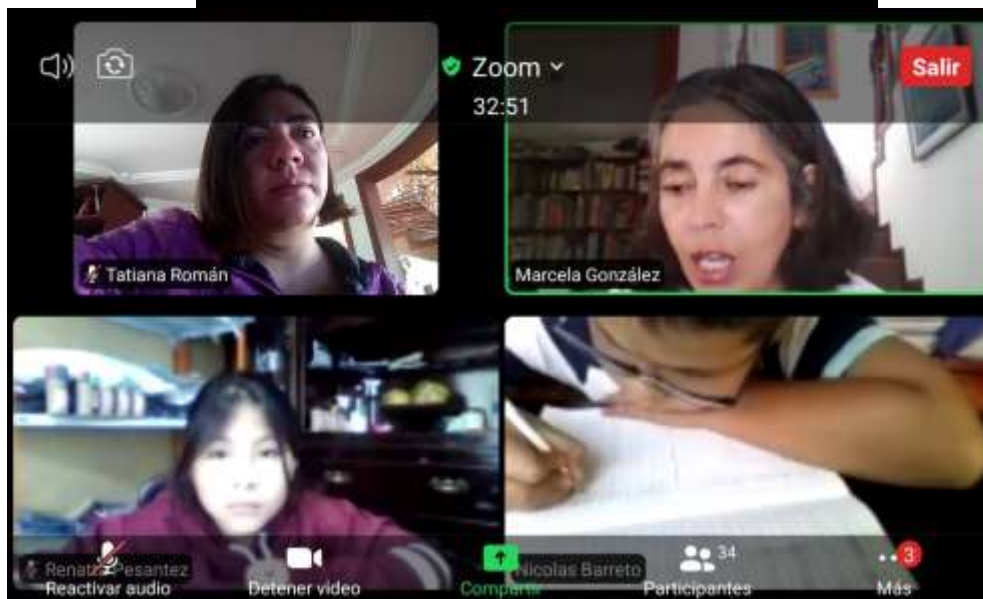 Zoom
Salir
32:51
Tatiana Román
Marcela González
34
3
Renata Pesantez
Nicolas Barreto
Reactivar audio
Detener video
Compartir
Participantes
Más